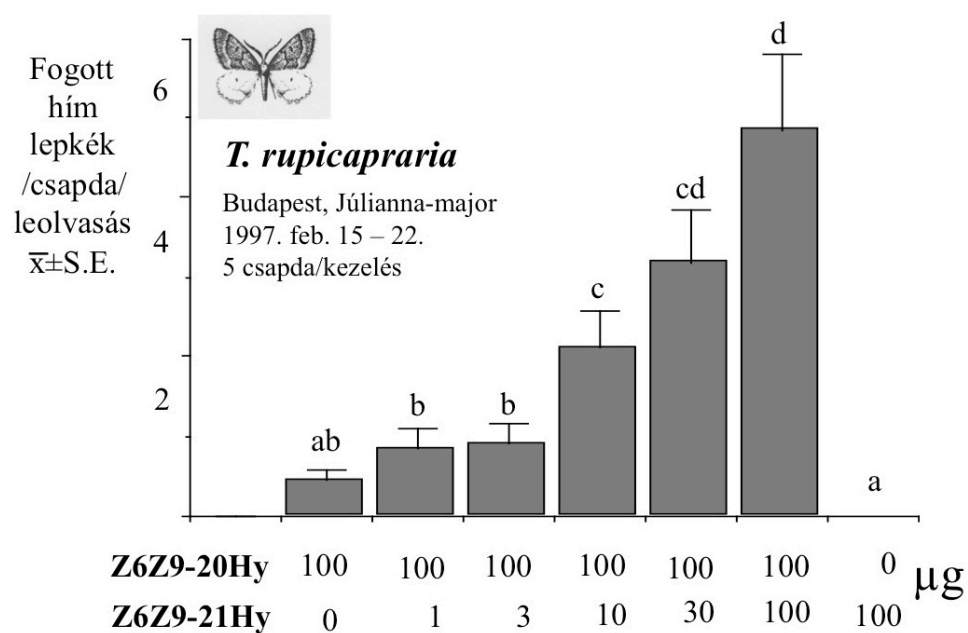 Fogott
hím
lepkék
/csapda/
leolvasás
x̅±S.E.
6
4
2
T. rupicapraria
Budapest, Júlianna-major
1997. feb. 15 – 22.
5 csapda/kezelés
ab
b
b
c
cd
d
a
Z6Z9-20Hy 100 100 100 100 100 100 0 µg
Z6Z9-21Hy 0 1 3 10 30 100 100